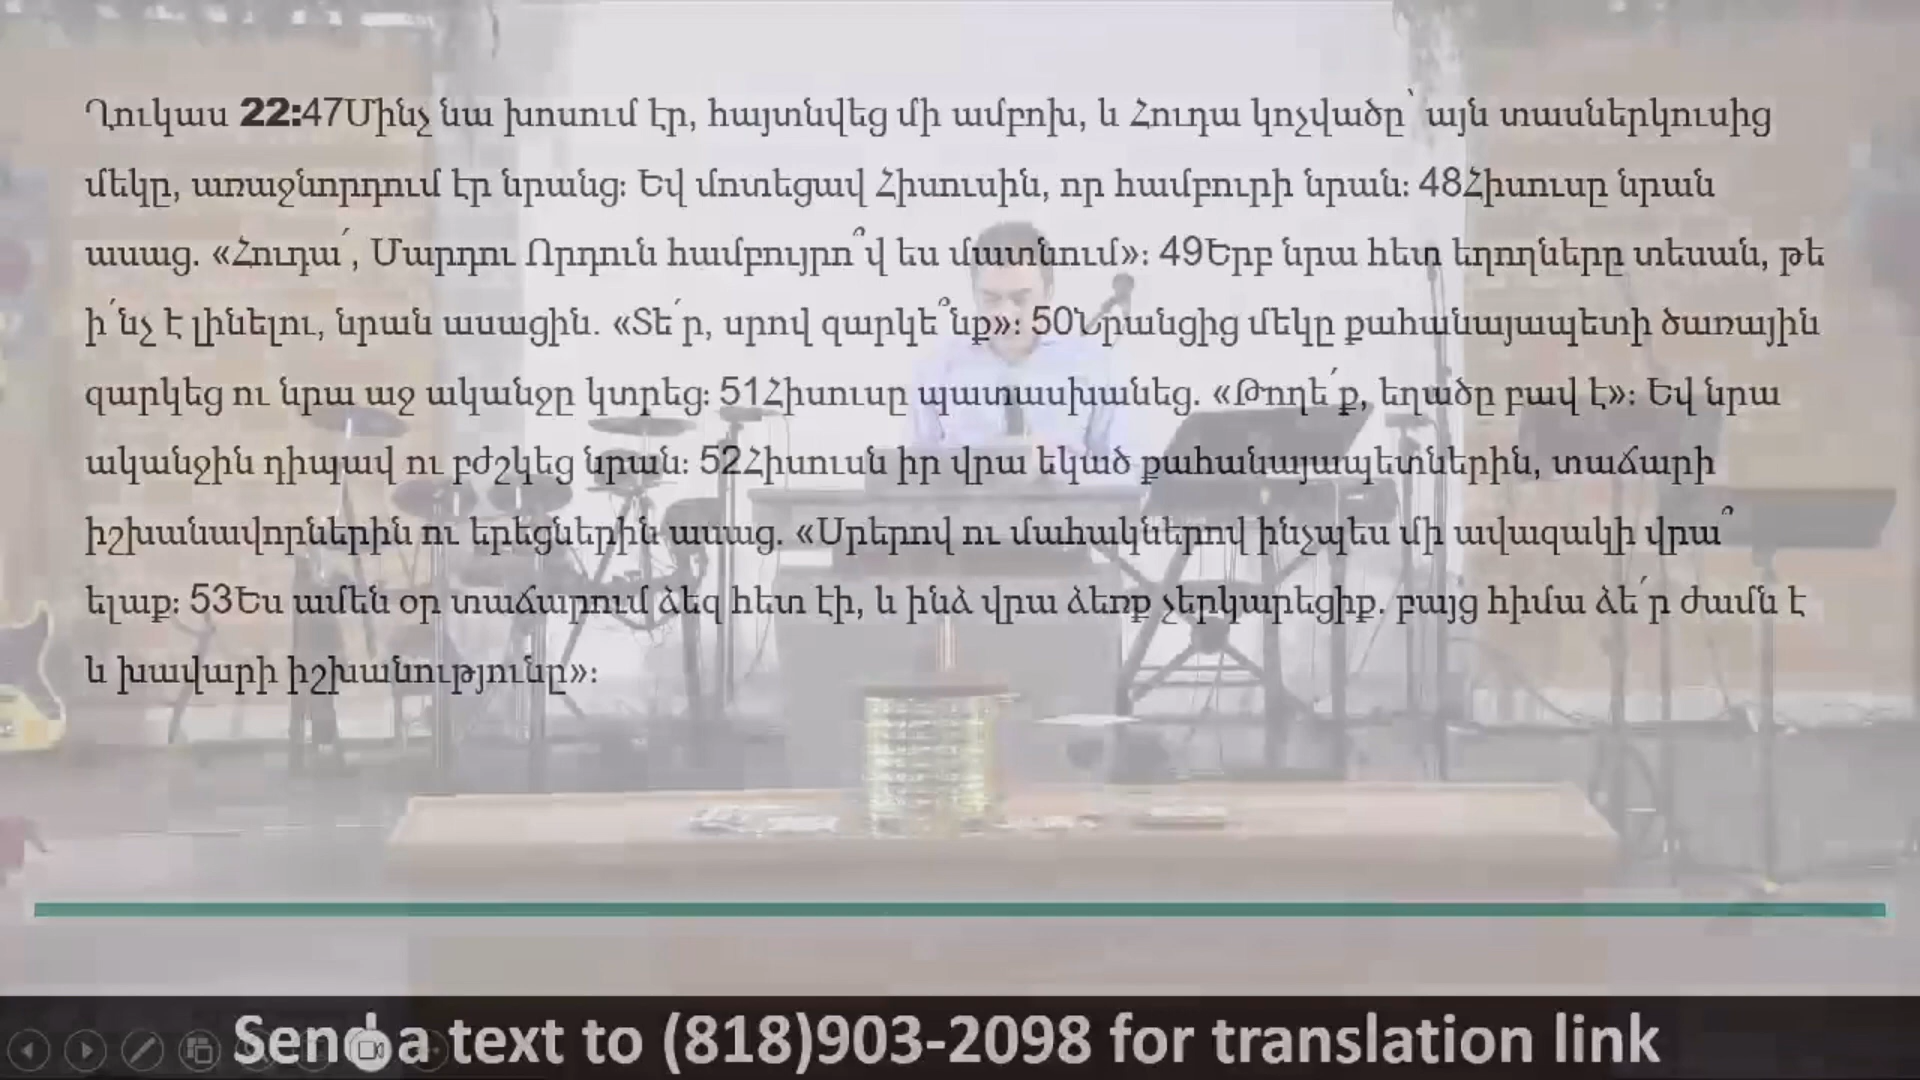 Ղուկաս 22:47Մինչ նա խոսում էր, հայտնվեց մի ամբոխ, և Հուդա կոչվածը՝ այն տասներկուսից
մեկը, առաջնորդում էր նրանց։ Եվ մոտեցավ Հիսուսին, որ համբուրի նրան։ 48Հիսուսը նրան
ասաց. «Հուդա՛, Մարդու Որդուն համբույրո՞վ ես մատնում»։ 49Երբ նրա հետ եղողները տեսան, թե
ի՛նչ է լինելու, նրան ասացին. «Տե՛ր, սրով զարկե՞նք»։ 50Նրանցից մեկը քահանայապետի ծառային
զարկեց ու նրա աջ ականջը կտրեց։ 51Հիսուսը պատասխանեց. «Թողե՛ք, եղածը բավ է»։ Եվ նրա
ականջին դիպավ ու բժշկեց նրան։ 52Հիսուսն իր վրա եկած քահանայապետներին, տաճարի
իշխանավորներին ու երեցներին ասաց. «Սրերով ու մահակներով ինչպես մի ավազակի վրա՞
ելաք։ 53Ես ամեն օր տաճարում ձեզ հետ էի, և ինձ վրա ձեռք չերկարեցիք. բայց հիմա ձե՛ր ժամն է
և խավարի իշխանությունը»։
Send a text to (818)903-2098 for translation link